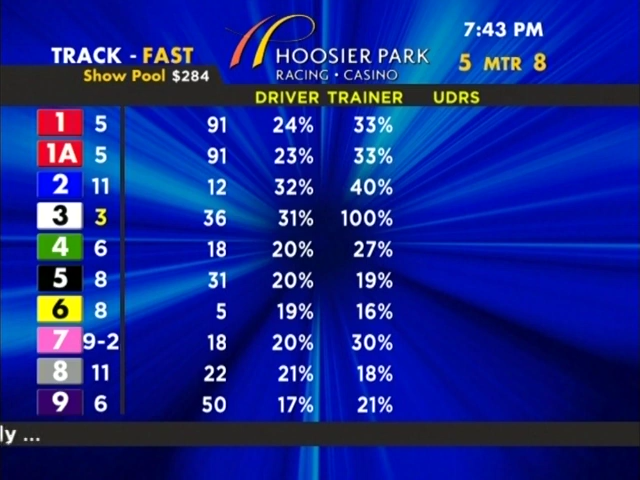 7:43 PM
TRACK - FAST
HOOSIER PARK
RACING • CASINO
5 MTR 8
Show Pool $284
DRIVER TRAINER UDRS
1 5 91 24% 33%
1A 5 91 23% 33%
2 11 12 32% 40%
3 3 36 31% 100%
4 6 18 20% 27%
5 8 31 20% 19%
6 8 5 19% 16%
7 9-2 18 20% 30%
8 11 22 21% 18%
9 6 50 17% 21%
ly ...